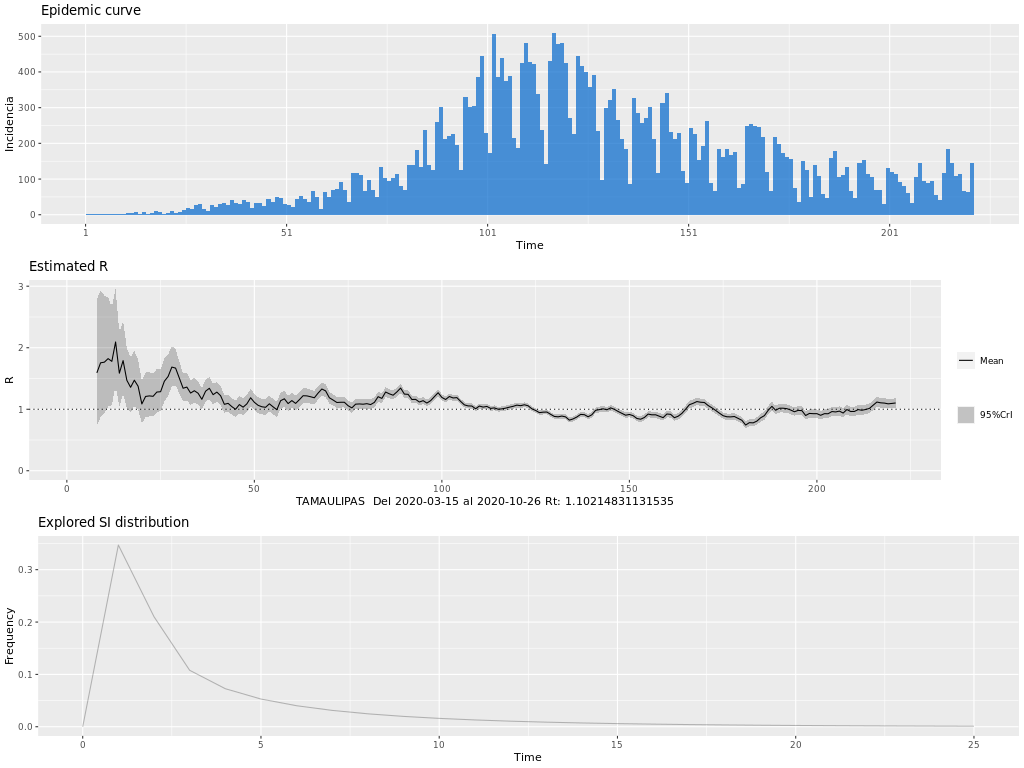 Epidemic curve
500
400
300
200
100
0
Incidencia
1 51 101 151 201
Time
Estimated R
3
2
1
0
R
Mean
95%CrI
0 50 100 150 200
TAMAULIPAS Del 2020-03-15 al 2020-10-26 Rt: 1.10214831131535
Explored SI distribution
0.3
0.2
0.1
0.0
Frequency
0 5 10 15 20 25
Time